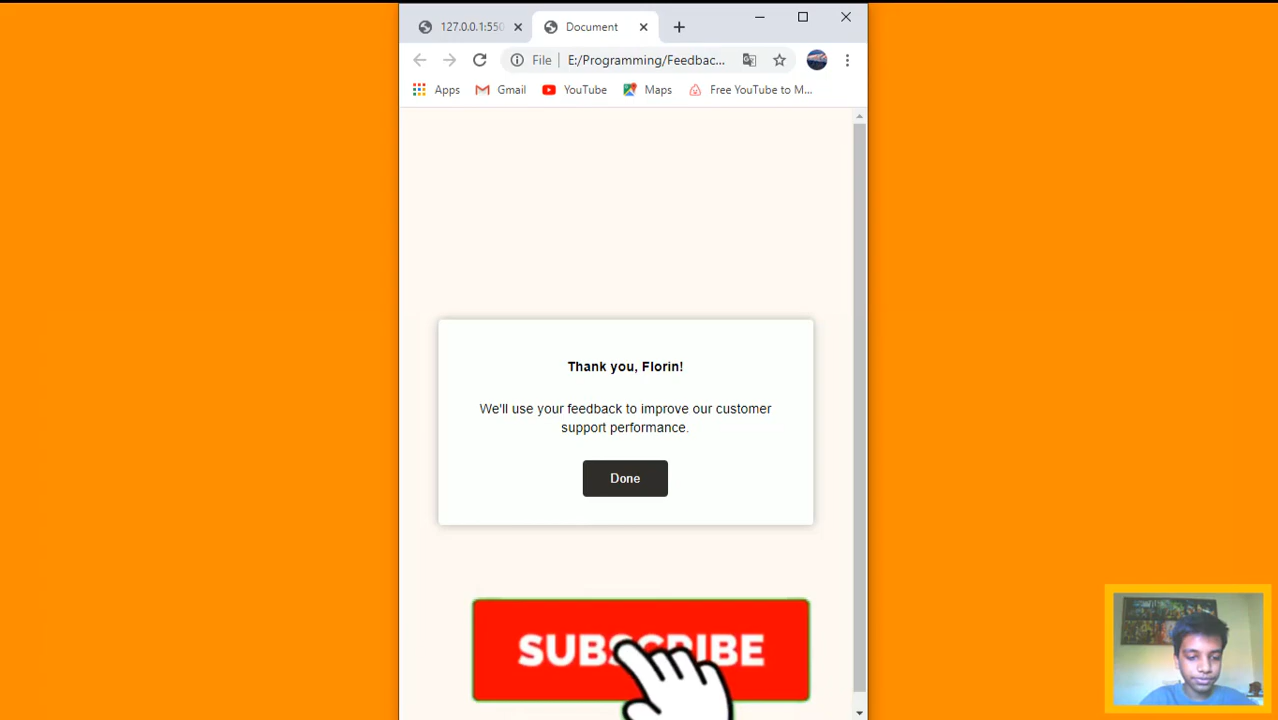 127.0.0.1:550
Document
File
E:/Programming/Feedbac...
Apps
Gmail
YouTube
Maps
Free YouTube to M...
Thank you, Florin!
We'll use your feedback to improve our customer
support performance.
Done
SUBSCRIBE